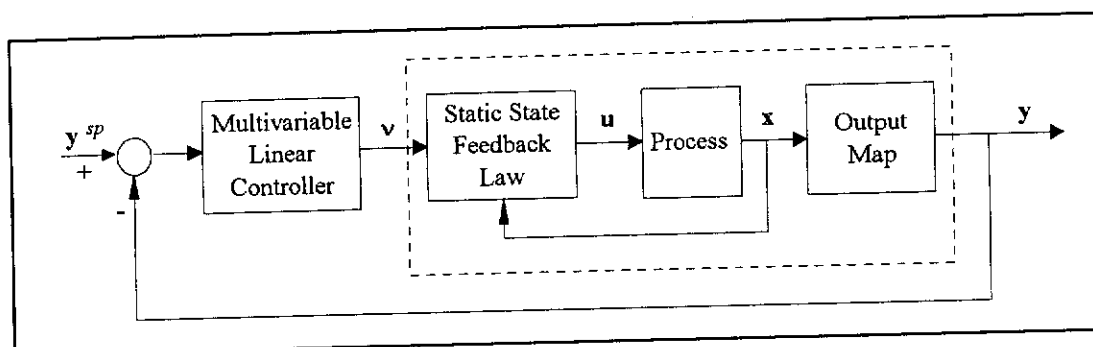 y sp
+
-
Multivariable
Linear
Controller
ν
Static State
Feedback
Law
u
Process
x
Output
Map
y